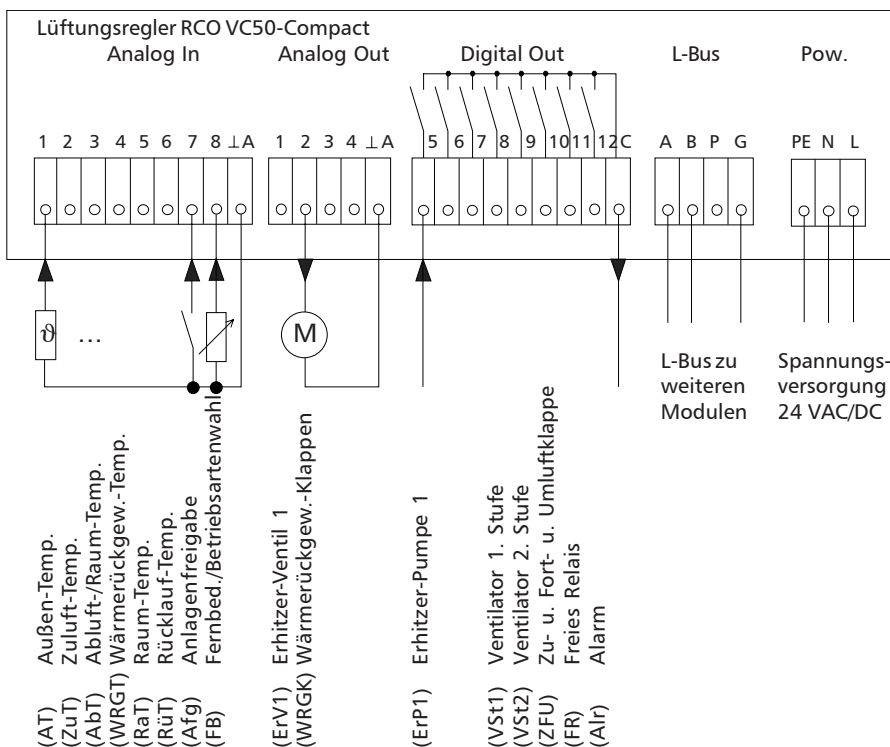 Lüftungsregler RCO VC50-Compact
Analog In Analog Out Digital Out L-Bus Pow.
1 2 3 4 5 6 7 8 ⊥A 1 2 3 4 ⊥A 5 6 7 8 9 10 11 12 C A B P G PE N L
ϑ ... M
L-Bus zu
weiteren
Modulen
Spannungs-
versorgung
24 VAC/DC
(AT) Außen-Temp.
(ZuT) Zuluft-Temp.
(AbT) Abluft-/Raum-Temp.
(WRGT) Wärmerückgew.-Temp.
(RaT) Raum-Temp.
(RüT) Rücklauf-Temp.
(Afg) Anlagenfreigabe
(FB) Fernbed./Betriebsartenwahl
(ErV1) Erhitzer-Ventil 1
(WRGK) Wärmerückgew.-Klappen
(ErP1) Erhitzer-Pumpe 1
(VSt1) Ventilator 1. Stufe
(VSt2) Ventilator 2. Stufe
(ZFU) Zu- u. Fort- u. Umluftklappe
(FR) Freies Relais
(Alr) Alarm